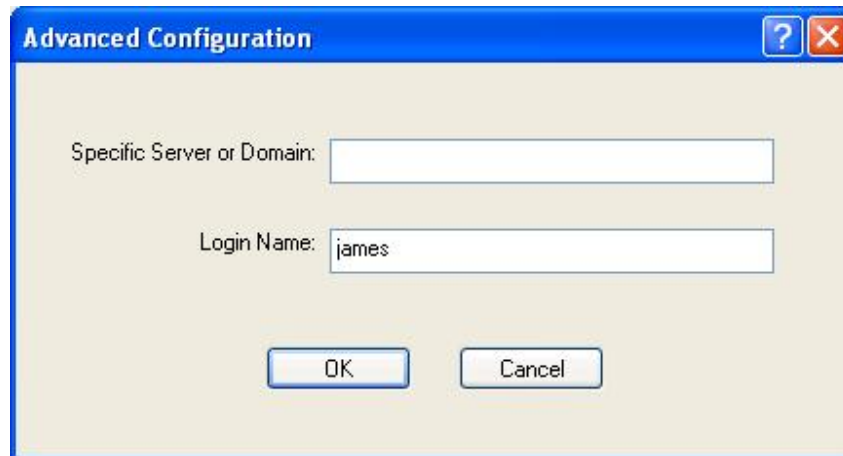 Advanced Configuration
?
Specific Server or Domain:
Login Name: james
OK Cancel